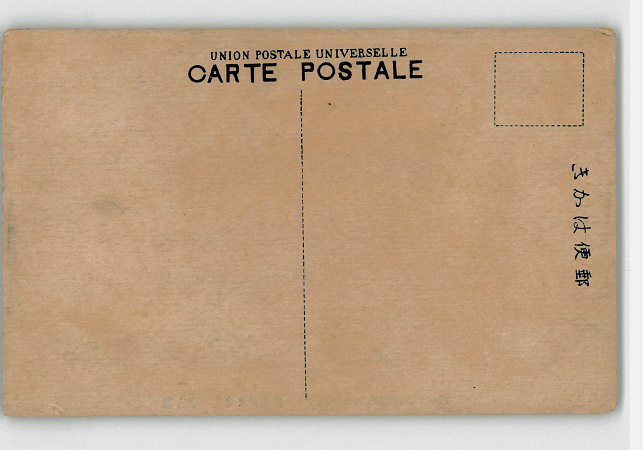 UNION POSTALE UNIVERSELLE
CARTE POSTALE
きかは便郵